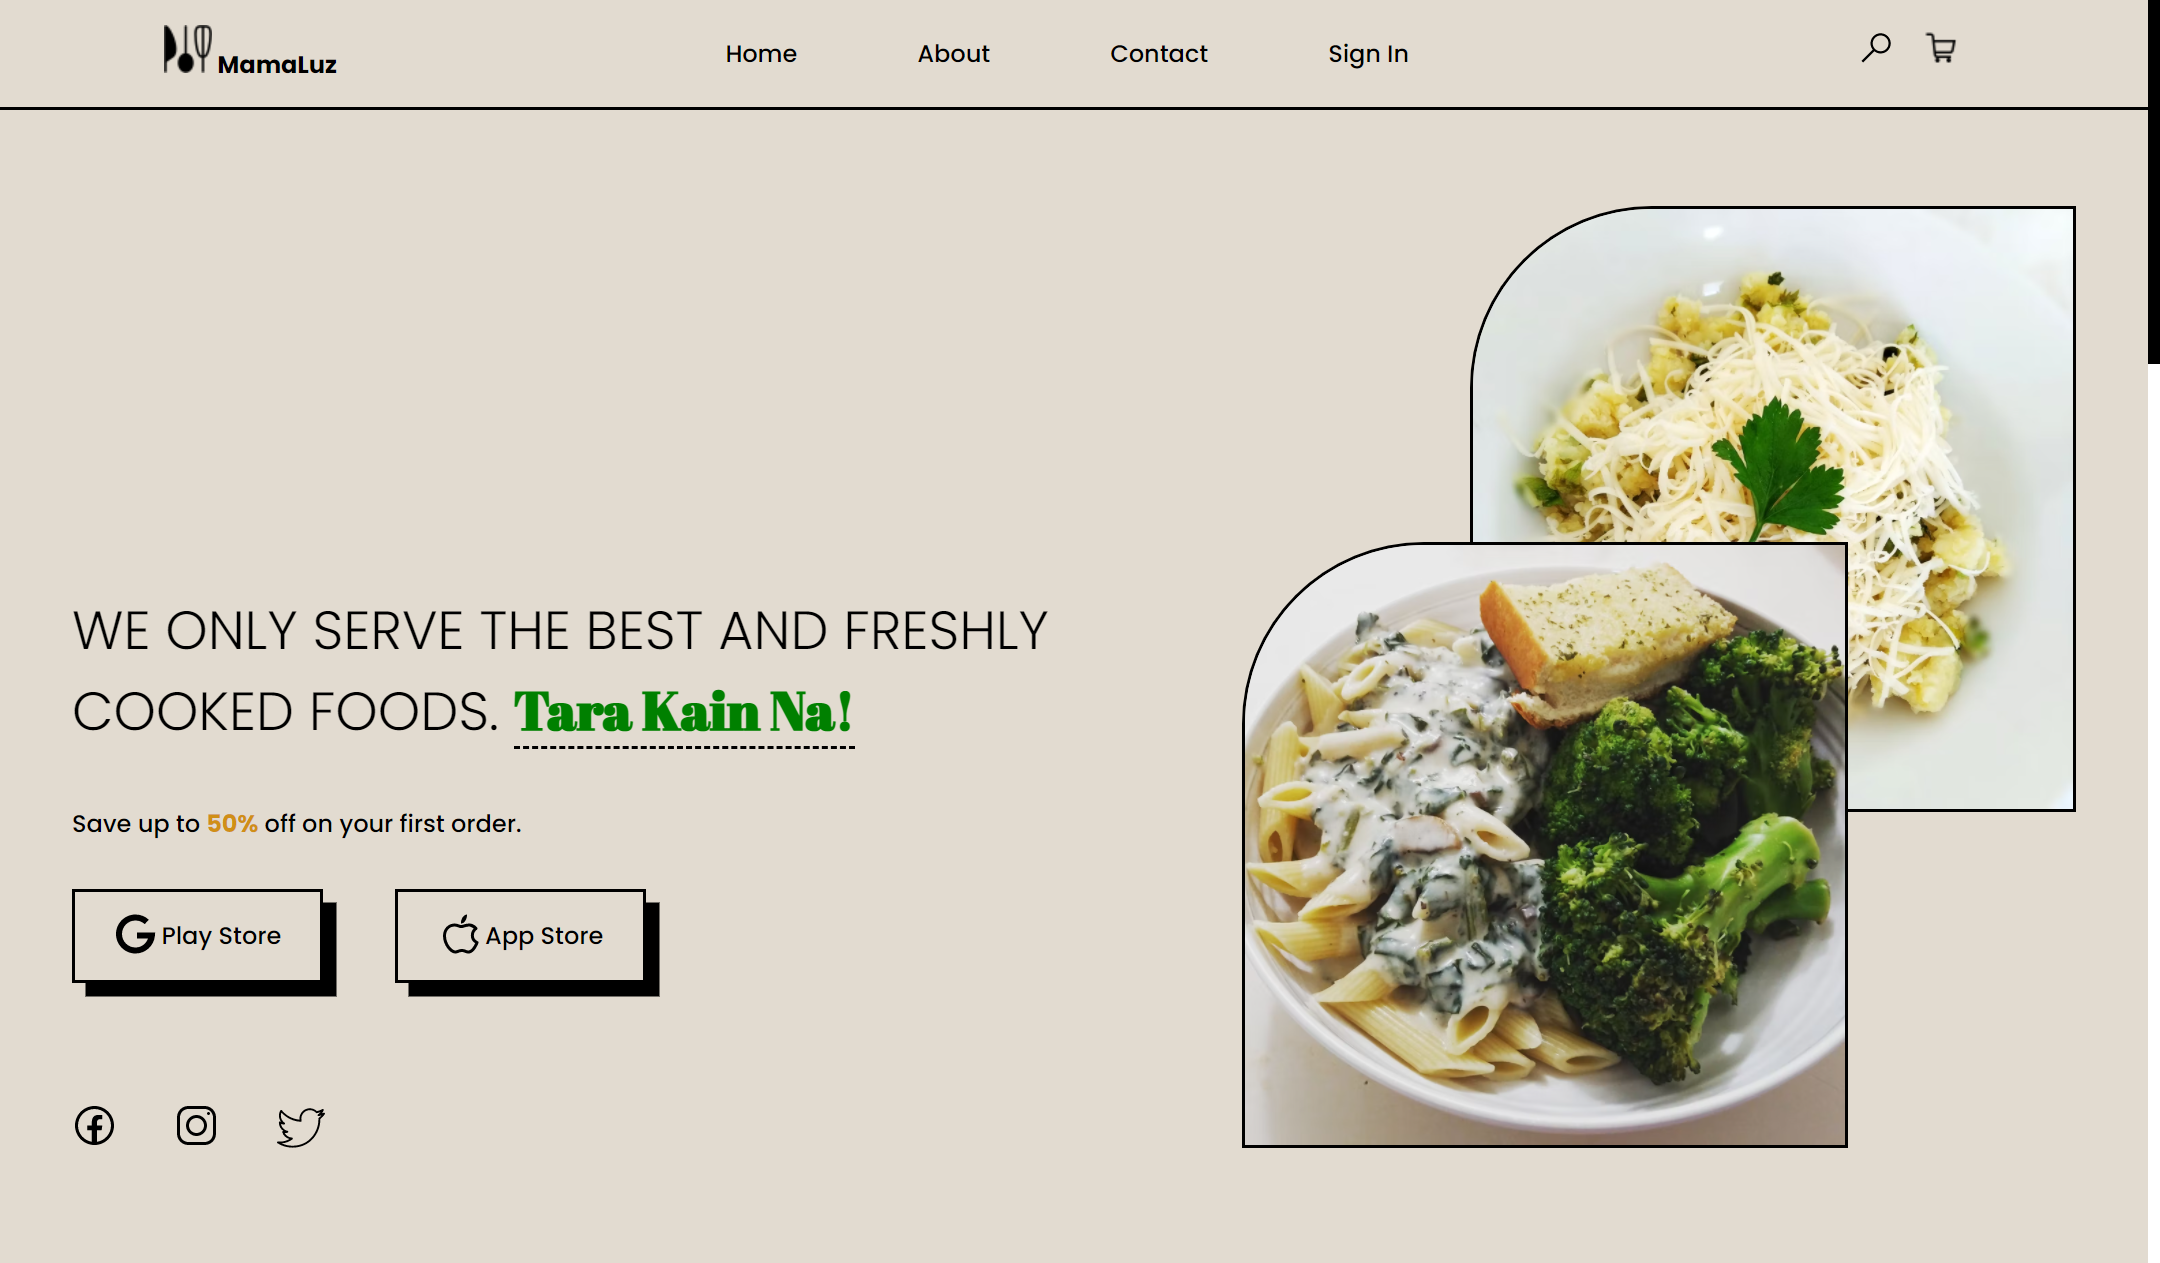 MamaLuz
Home
About
Contact
Sign In
WE ONLY SERVE THE BEST AND FRESHLY
COOKED FOODS. Tara Kain Na!
Save up to 50% off on your first order.
Play Store
App Store